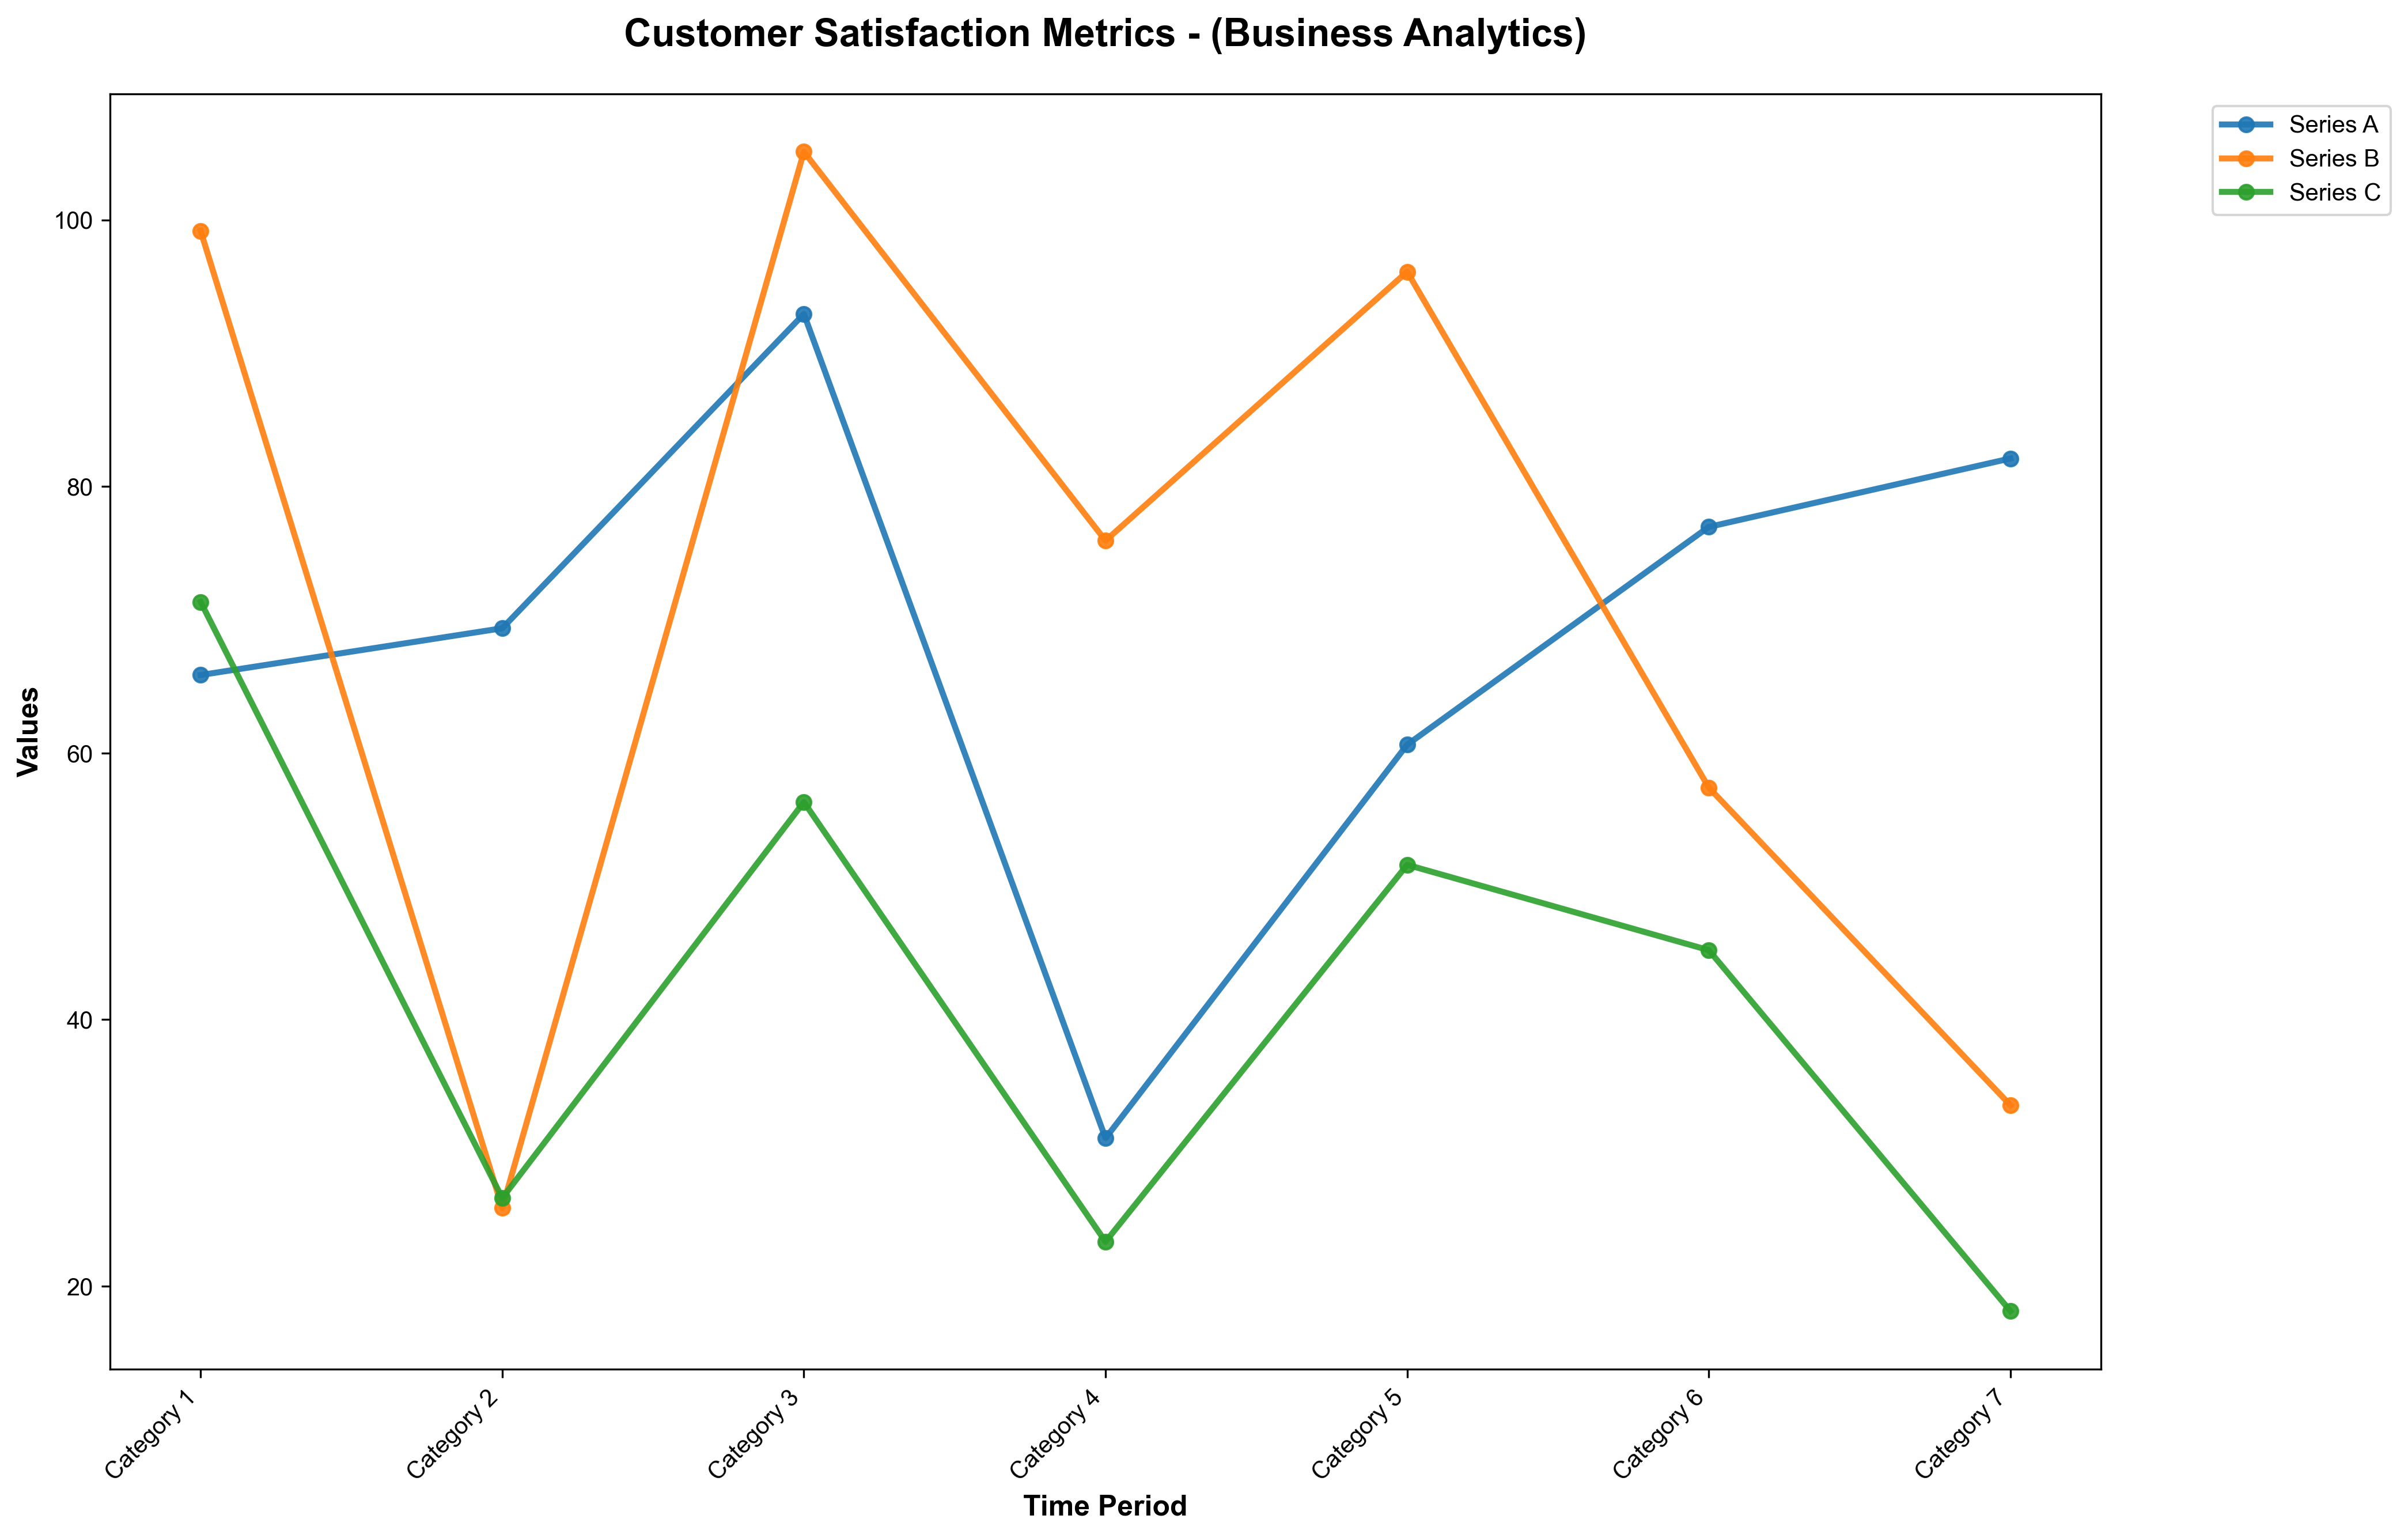 Customer Satisfaction Metrics - (Business Analytics)
Series A
Series B
Series C
Values
100
80
60
40
20
Category 1
Category 2
Category 3
Category 4
Category 5
Category 6
Category 7
Time Period